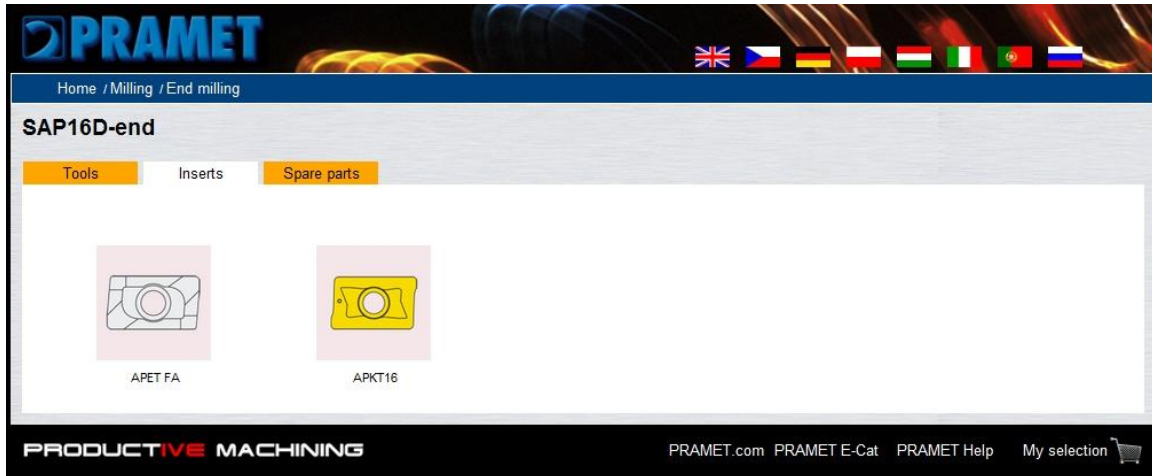 PRAMET
Home / Milling / End milling
SAP16D-end
Tools Inserts Spare parts
APET FA APKT16
PRODUCTIVE MACHINING PRAMET.com PRAMET E-Cat PRAMET Help My selection